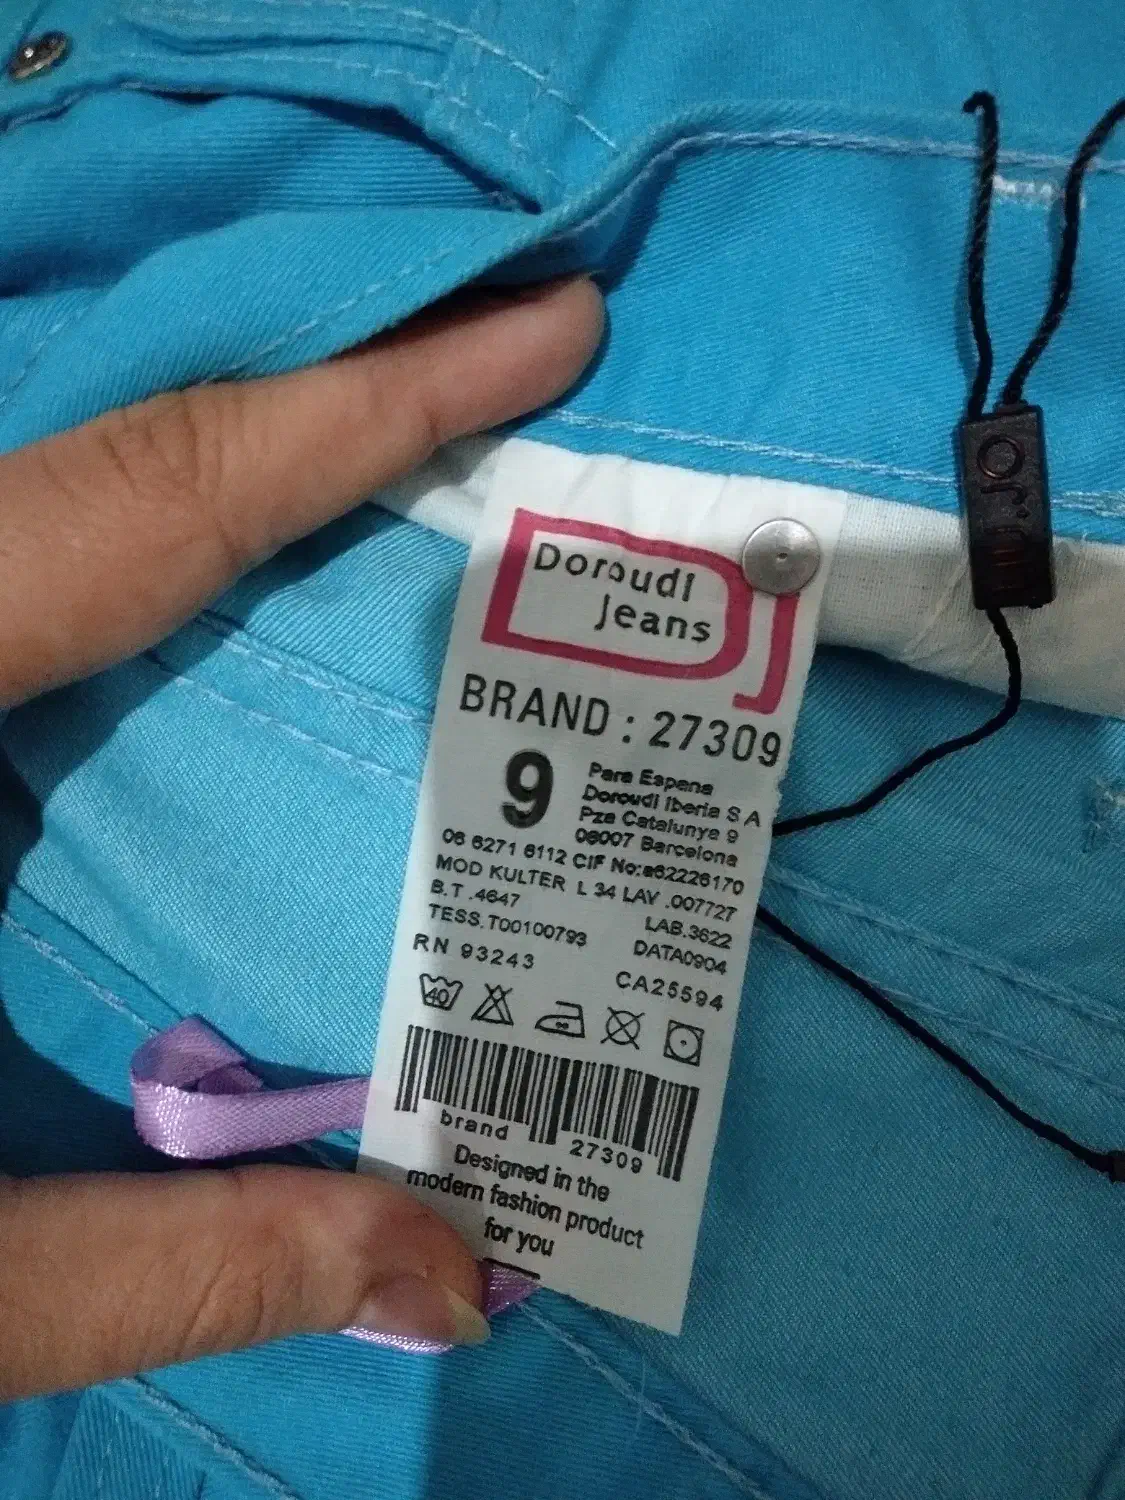 Doroudi
Jeans
BRAND : 27309
9
Para Espana
Doroudi Iberia S A
Pza Catalunya 9
08007 Barcelona
06 6271 6112 CIF No:a62226170
MOD KULTER L 34 LAV .007727
B.T .4647 LAB.3622
TESS.T00100793 DATA0904
RN 93243 CA25594
40
brand 27309
Designed in the
modern fashion product
for you